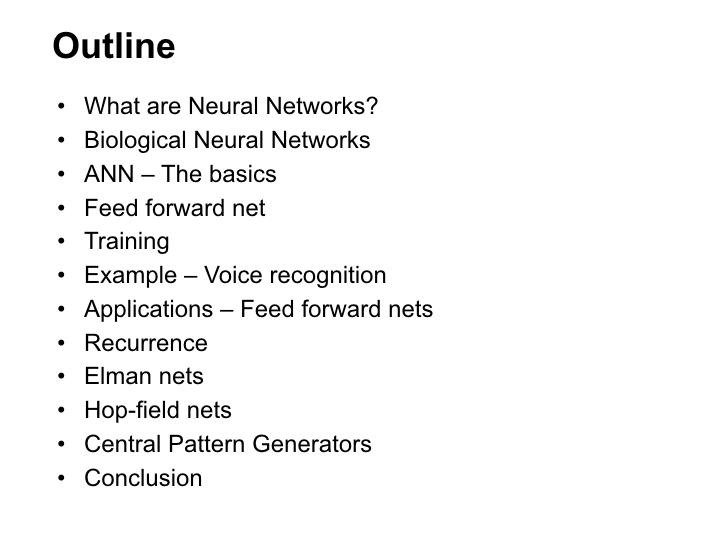 Outline
• What are Neural Networks?
• Biological Neural Networks
• ANN – The basics
• Feed forward net
• Training
• Example – Voice recognition
• Applications – Feed forward nets
• Recurrence
• Elman nets
• Hop-field nets
• Central Pattern Generators
• Conclusion